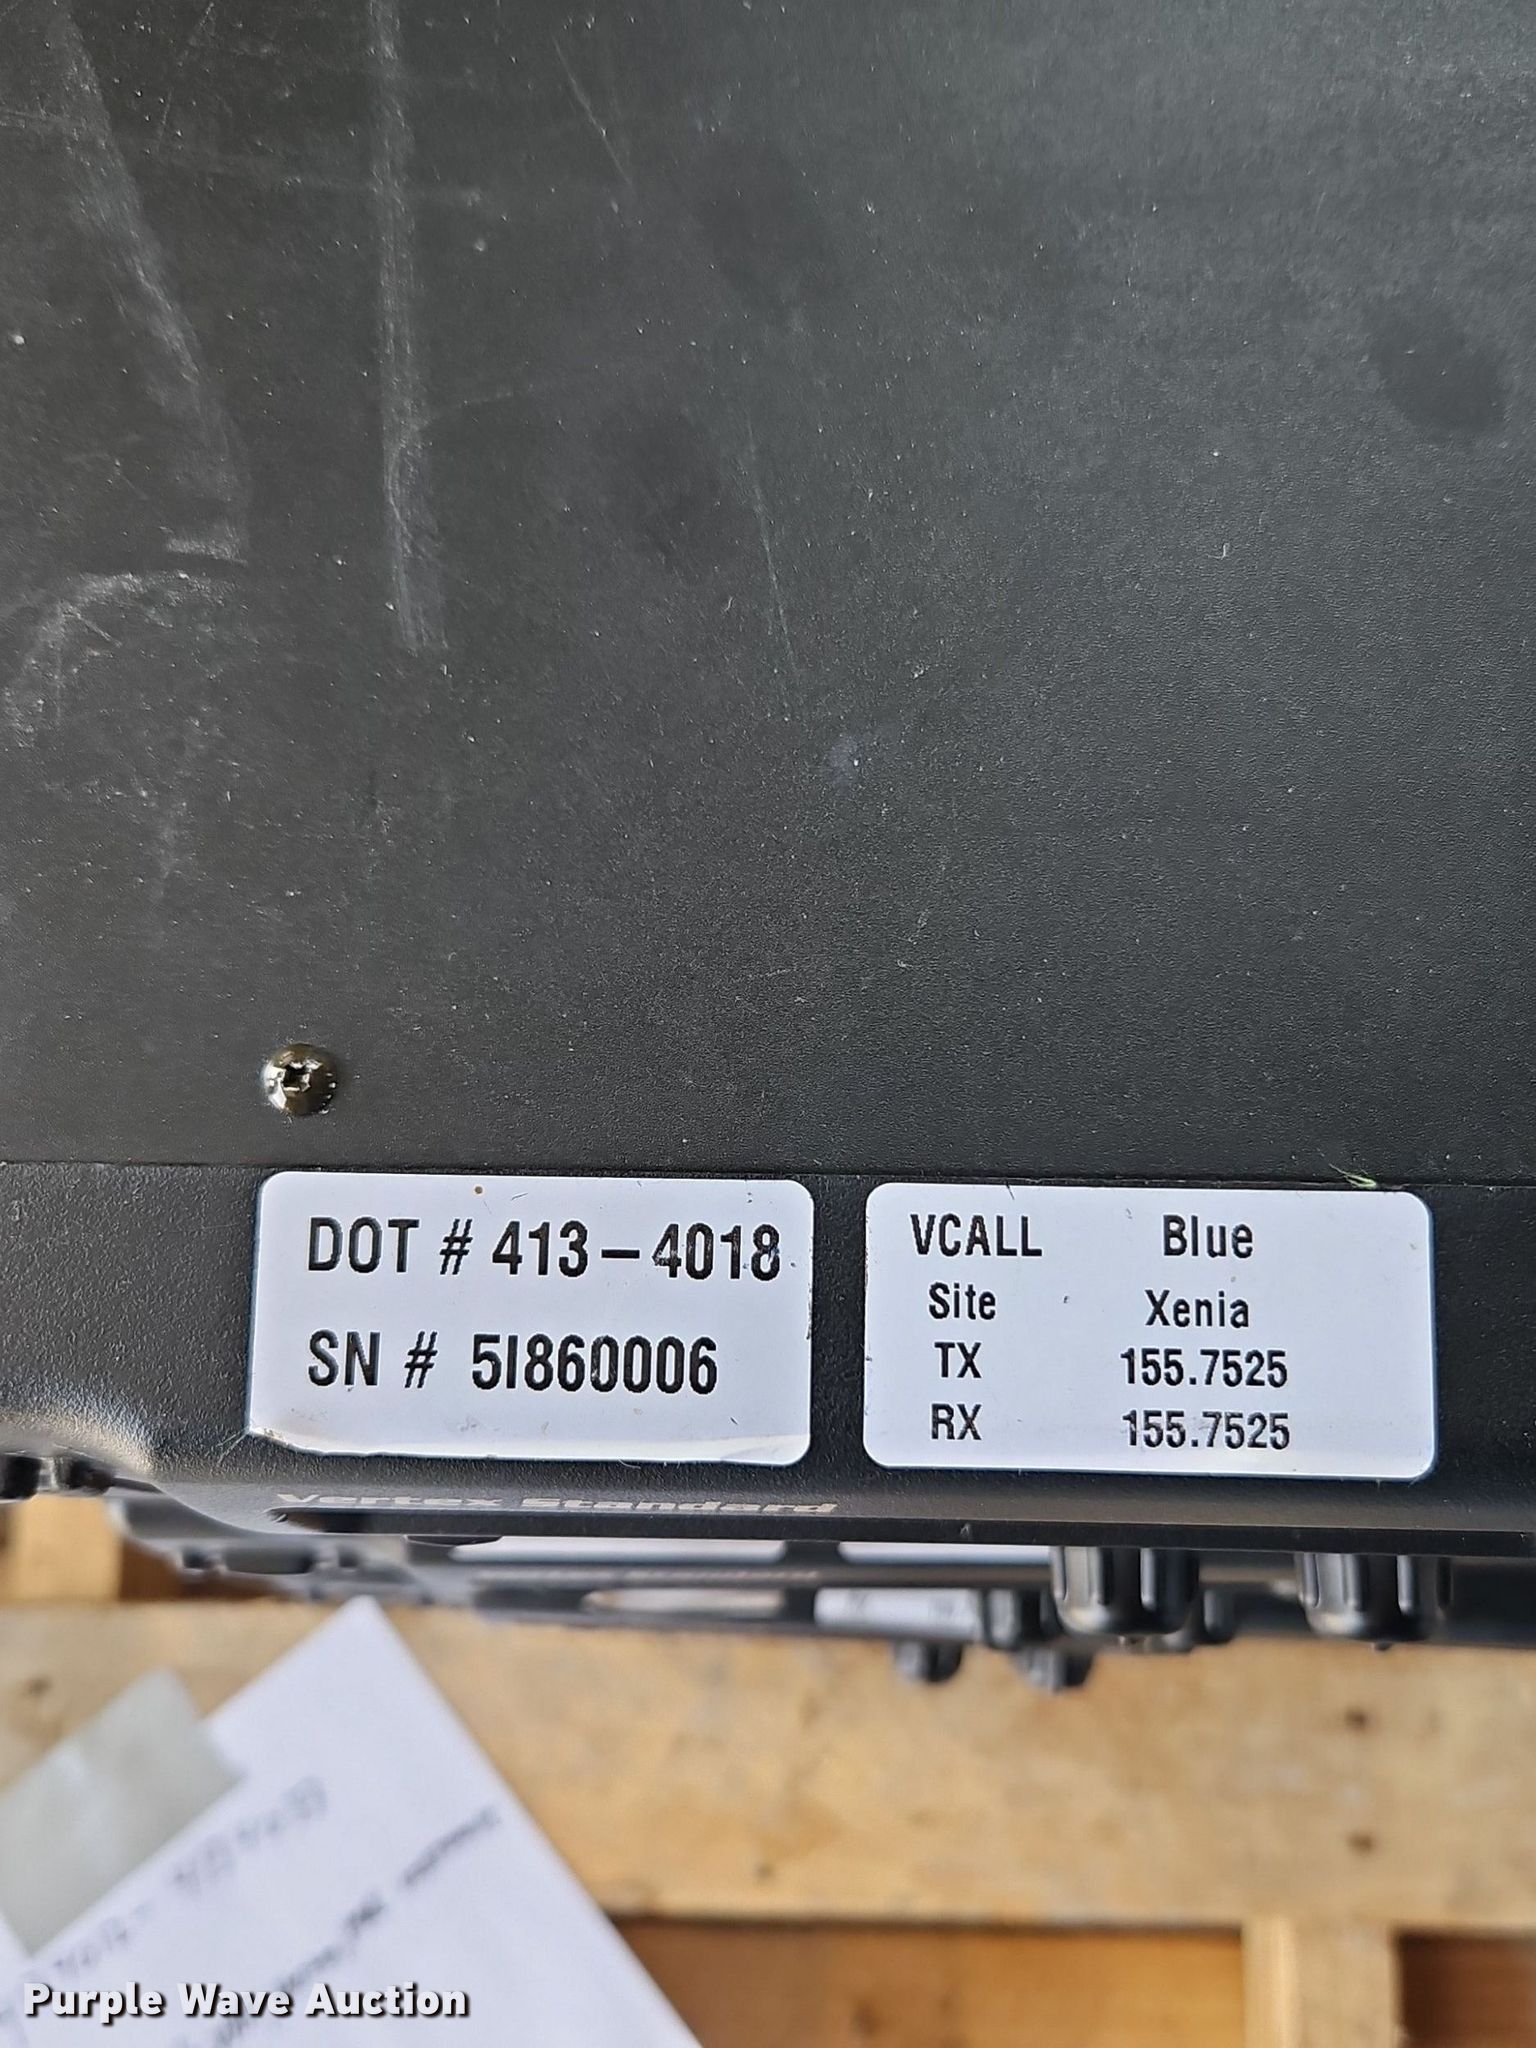 DOT # 413-4018
SN # 5I860006
VCALL Blue
Site Xenia
TX 155.7525
RX 155.7525
Vertex Standard
Purple Wave Auction